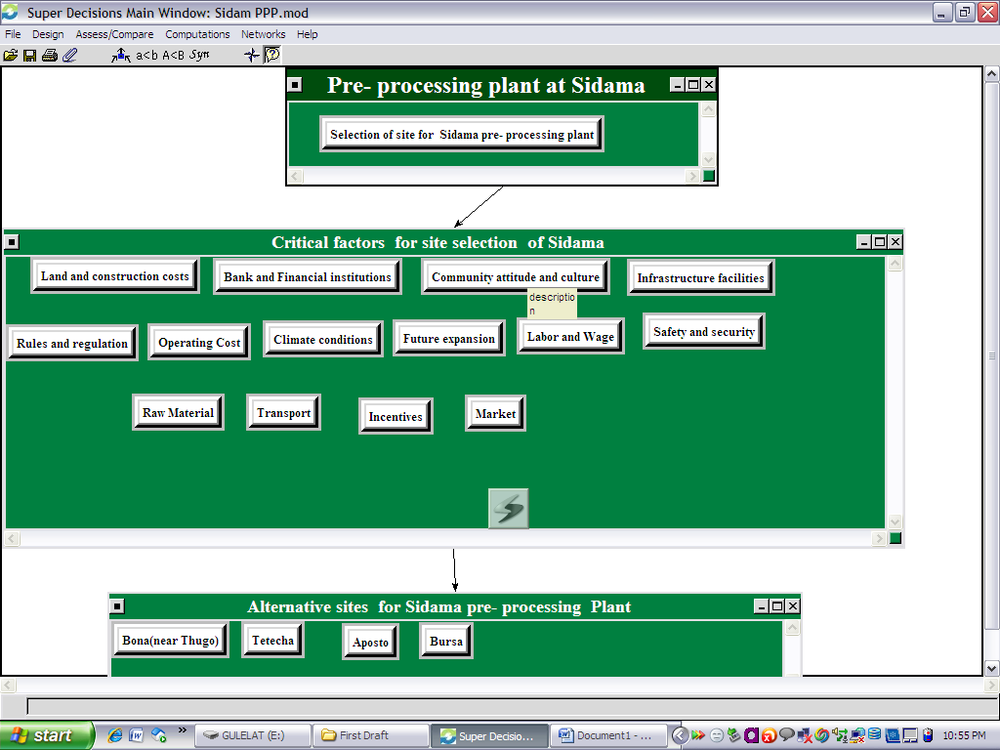 Super Decisions Main Window: Sidam PPP.mod
File Design Assess/Compare Computations Networks Help
a<b A<B Syn
Pre- processing plant at Sidama
Selection of site for Sidama pre- processing plant
Critical factors for site selection of Sidama
Land and construction costs Bank and Financial institutions Community attitude and culture Infrastructure facilities
descriptio
n
Rules and regulation Operating Cost Climate conditions Future expansion Labor and Wage Safety and security
Raw Material Transport Incentives Market
Alternative sites for Sidama pre- processing Plant
Bona(near Thugo) Tetecha Aposto Bursa
start GULELAT (E:) First Draft Super Decisio... Document1 - ... 10:55 PM